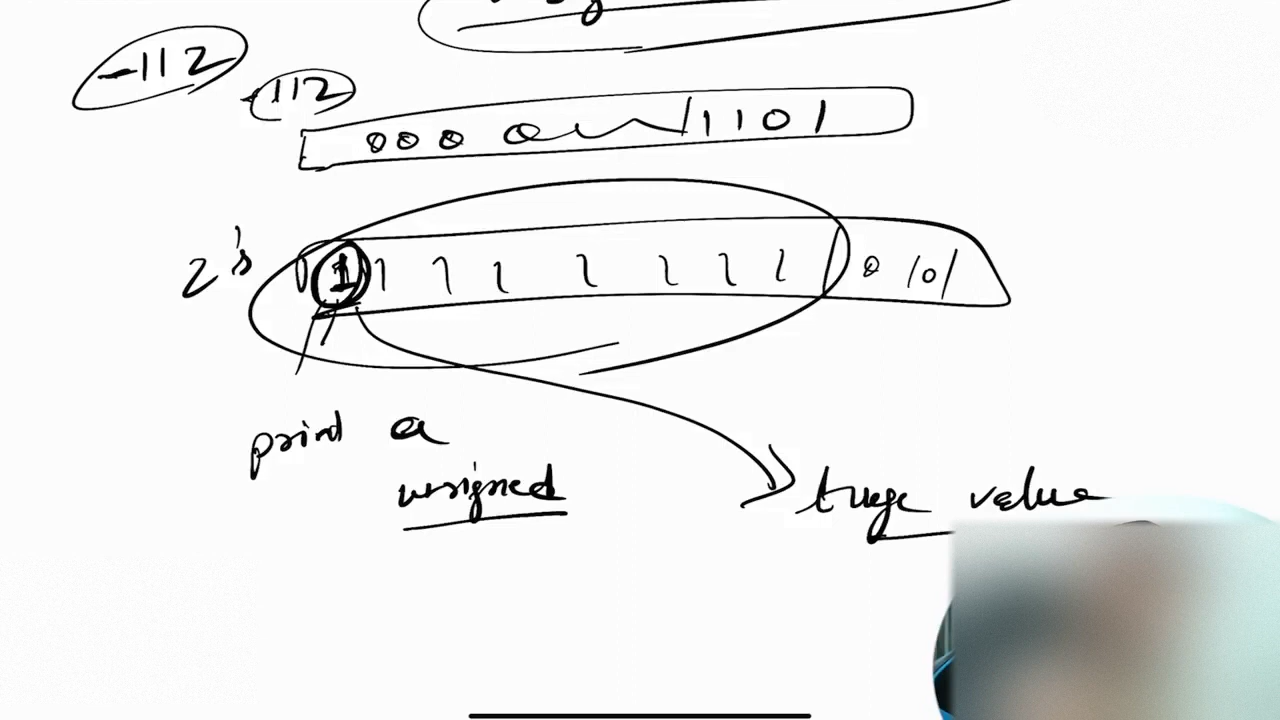 -112
112
000 0 1101
2's 1 1 1 1 1 1 1 1 1 0 101
print a
unsigned
huge value